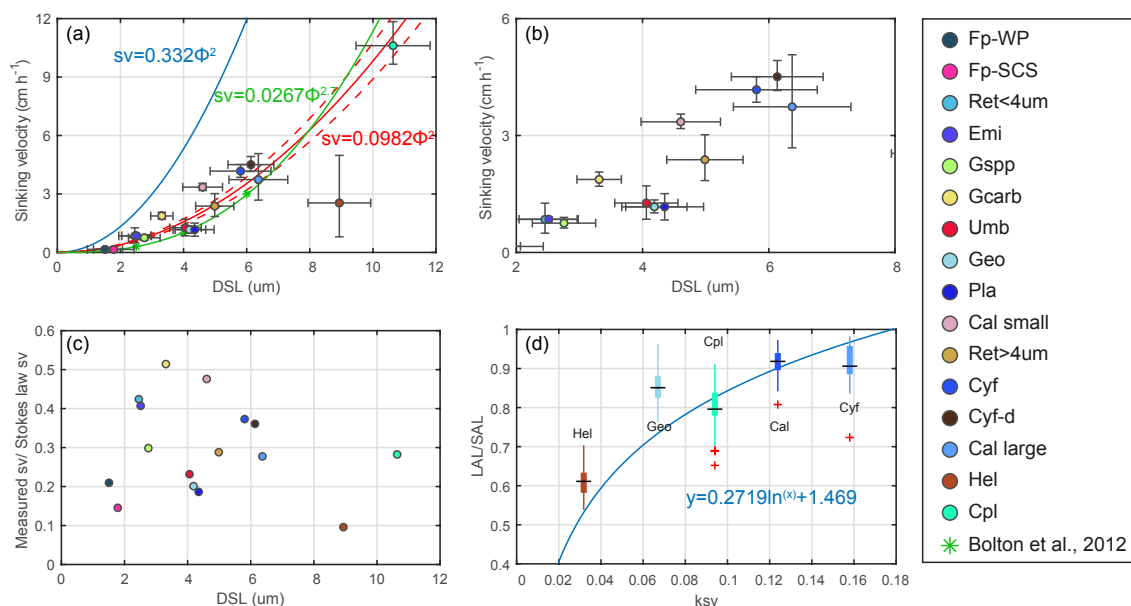 (a)
sv=0.332Φ²
sv=0.0267Φ²·⁷
sv=0.0982Φ²
Sinking velocity (cm h⁻¹)
12
9
6
3
0
0 2 4 6 8 10 12
DSL (um)
(b)
Sinking velocity (cm h⁻¹)
6
3
0
2 4 6 8
DSL (um)
(c)
Measured sv/ Stokes law sv
0.6
0.5
0.4
0.3
0.2
0.1
0
0 2 4 6 8 10 12
DSL (um)
(d)
LAL/SAL
1
0.9
0.8
0.7
0.6
0.5
0.4
Hel
Geo
Cpl
Cal
Cyf
y=0.2719ln⁽ˣ⁾+1.469
0 0.02 0.04 0.06 0.08 0.1 0.12 0.14 0.16 0.18
ksv
Fp-WP
Fp-SCS
Ret<4um
Emi
Gspp
Gcarb
Umb
Geo
Pla
Cal small
Ret>4um
Cyf
Cyf-d
Cal large
Hel
Cpl
Bolton et al., 2012